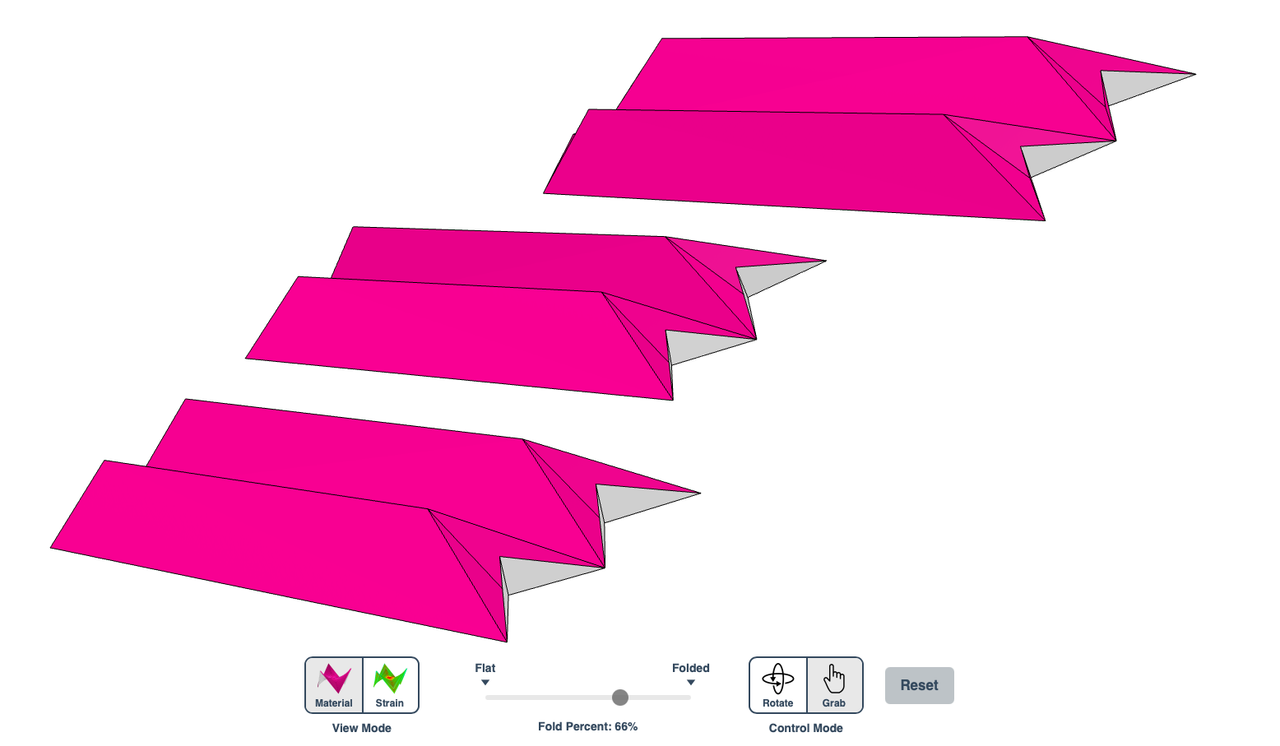 Flat
Folded
Material
Strain
Rotate
Grab
Reset
View Mode
Fold Percent: 66%
Control Mode